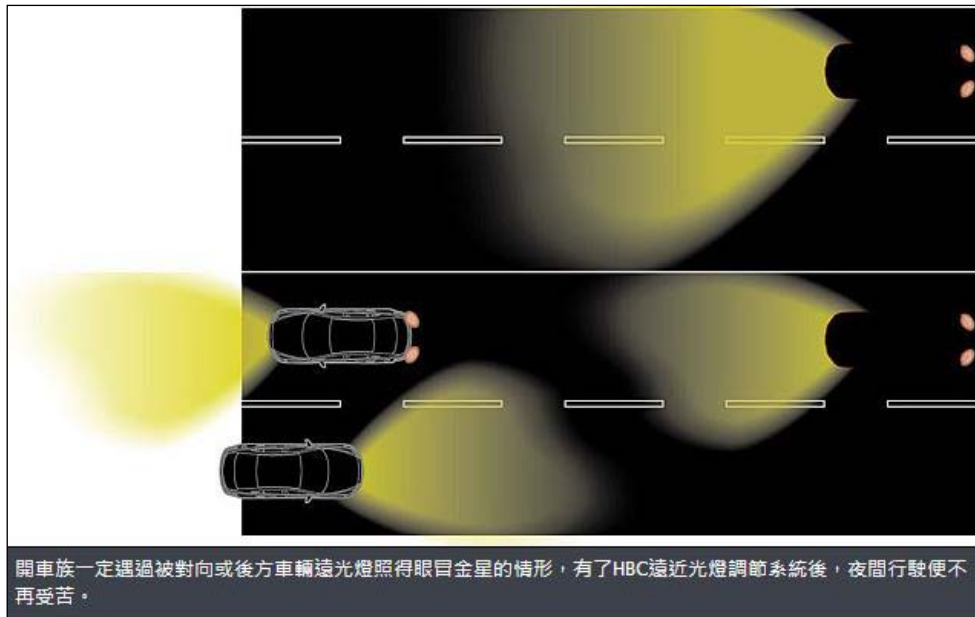 開車族一定遇過被對向或後方車輛遠光燈照得眼冒金星的情形，有了HBC遠近光燈調節系統後，夜間行駛便不
再受苦。